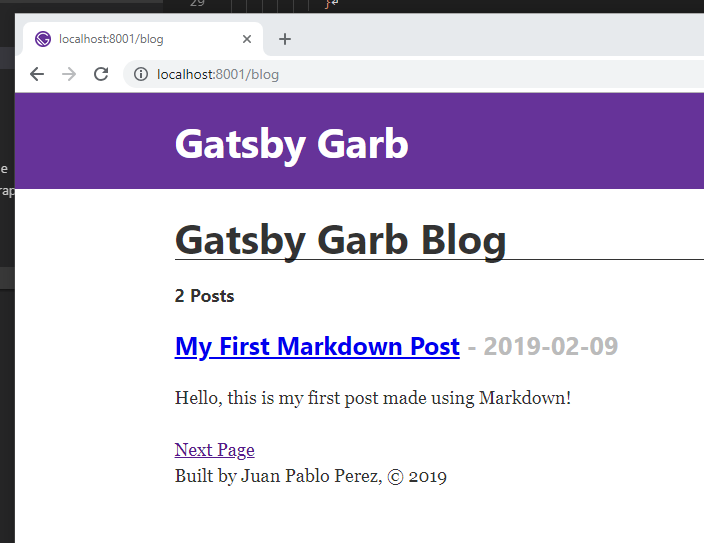 29 }
localhost:8001/blog
localhost:8001/blog
Gatsby Garb
Gatsby Garb Blog
2 Posts
My First Markdown Post - 2019-02-09
Hello, this is my first post made using Markdown!
Next Page
Built by Juan Pablo Perez, © 2019